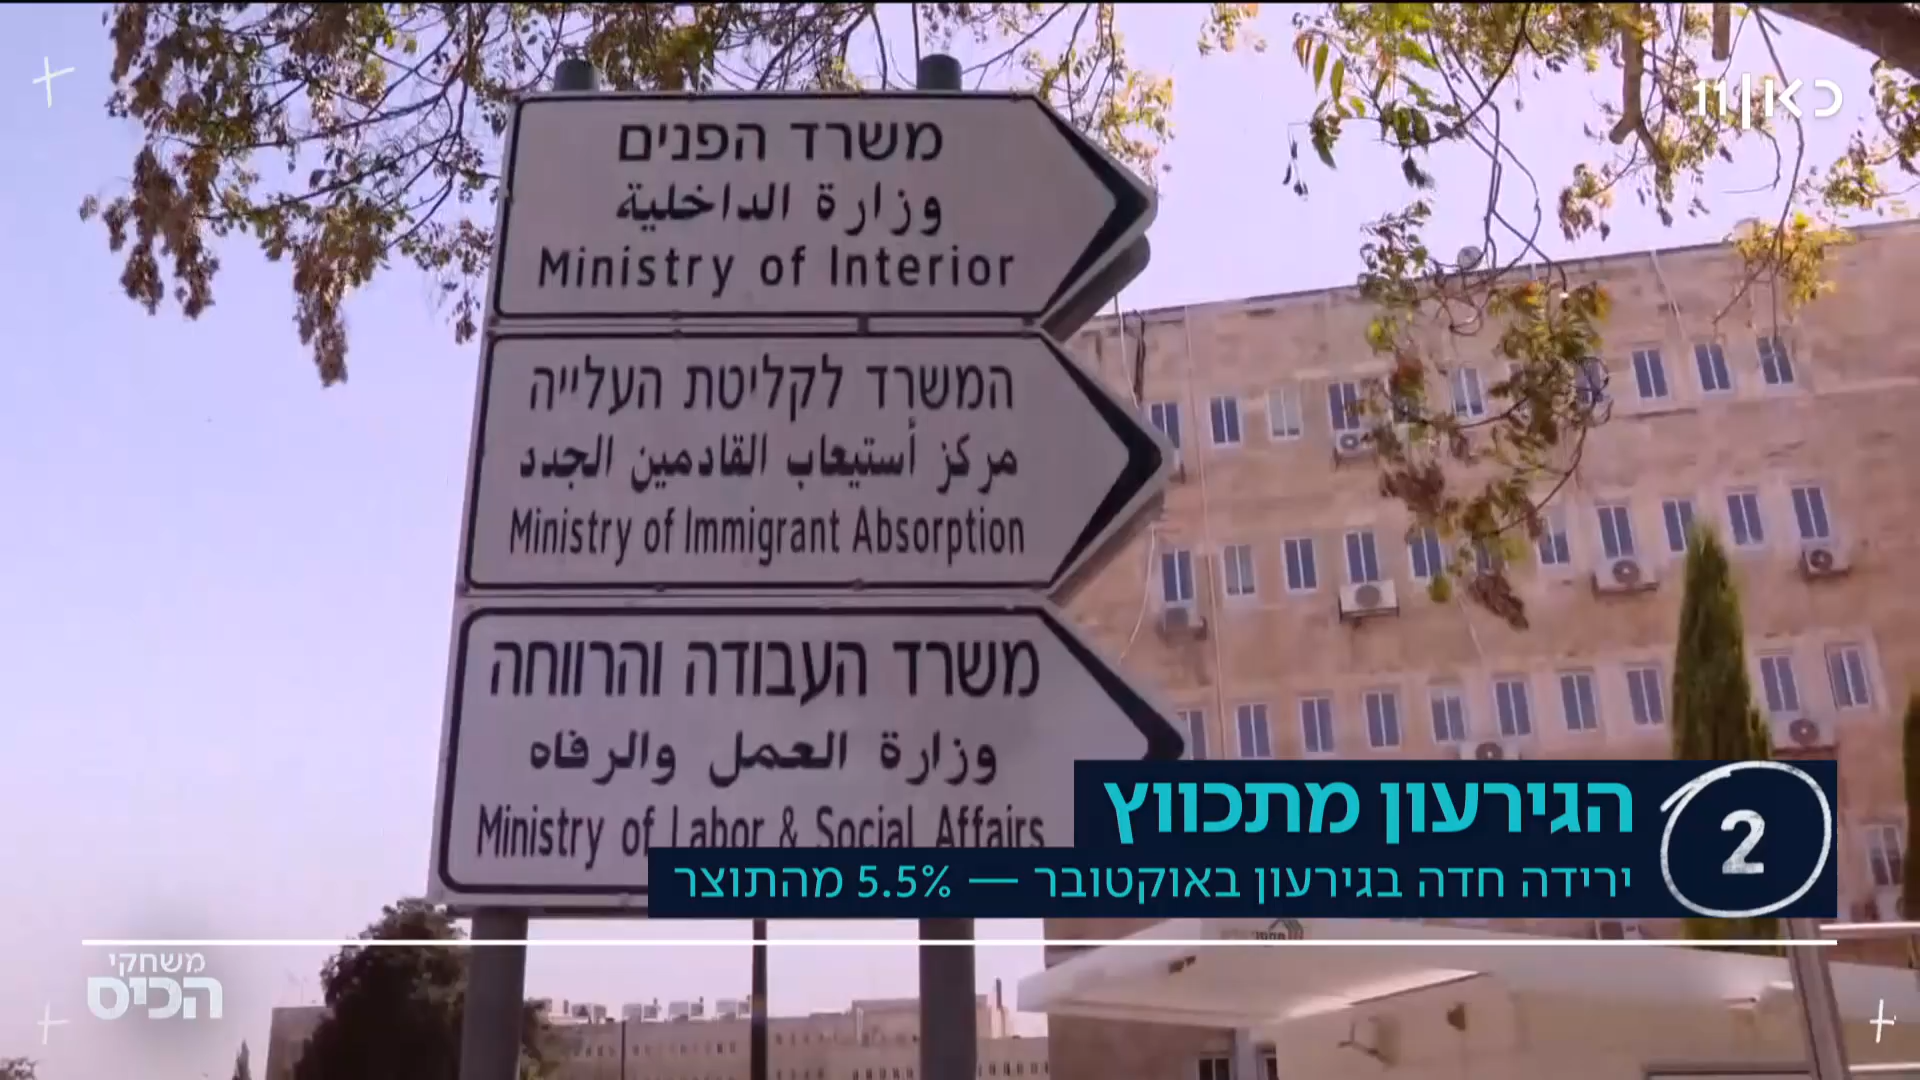 כאן 11
משרד הפנים
وزارة الداخلية
Ministry of Interior
המשרד לקליטת העלייה
مركز أستيعاب القادمين الجدد
Ministry of Immigrant Absorption
משרד העבודה והרווחה
وزارة العمل والرفاه
Ministry of Labor & Social Affairs
הגירעון מתכווץ
2
ירידה חדה בגירעון באוקטובר — 5.5% מהתוצר
משחקי
הכיס